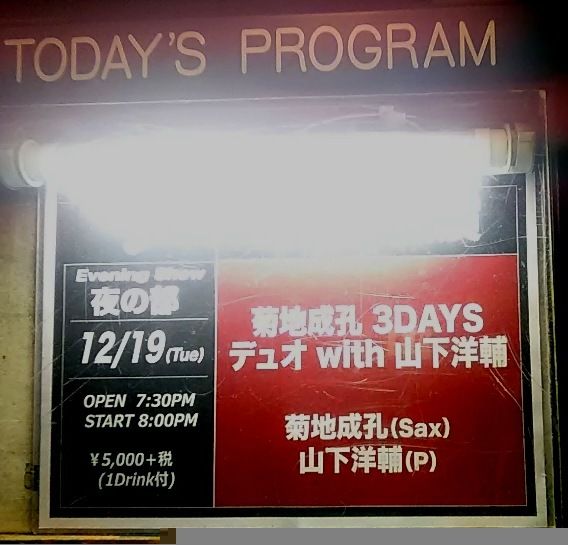 TODAY'S PROGRAM
Evening Show
夜の部
12/19(Tue)
OPEN 7:30PM
START 8:00PM
¥5,000+税
(1Drink付)
菊地成孔 3DAYS
デュオ with 山下洋輔
菊地成孔(Sax)
山下洋輔(P)